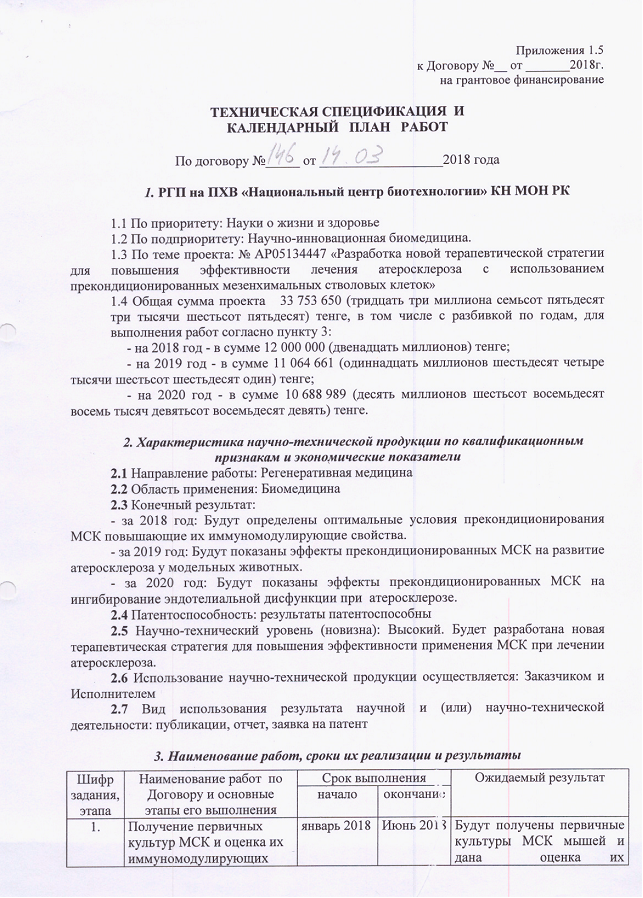 Приложения 1.5
к Договору №__ от _______2018г.
на грантовое финансирование
ТЕХНИЧЕСКАЯ СПЕЦИФИКАЦИЯ И
КАЛЕНДАРНЫЙ ПЛАН РАБОТ
По договору № 146 от 14.03 2018 года
1. РГП на ПХВ «Национальный центр биотехнологии» КН МОН РК
1.1 По приоритету: Науки о жизни и здоровье
1.2 По подприоритету: Научно-инновационная биомедицина.
1.3 По теме проекта: № АР05134447 «Разработка новой терапевтической стратегии
для повышения эффективности лечения атеросклероза с использованием
прекондиционированных мезенхимальных стволовых клеток»
1.4 Общая сумма проекта 33 753 650 (тридцать три миллиона семьсот пятьдесят
три тысячи шестьсот пятьдесят) тенге, в том числе с разбивкой по годам, для
выполнения работ согласно пункту 3:
- на 2018 год - в сумме 12 000 000 (двенадцать миллионов) тенге;
- на 2019 год - в сумме 11 064 661 (одиннадцать миллионов шестьдесят четыре
тысячи шестьсот шестьдесят один) тенге;
- на 2020 год - в сумме 10 688 989 (десять миллионов шестьсот восемьдесят
восемь тысяч девятьсот восемьдесят девять) тенге.
2. Характеристика научно-технической продукции по квалификационным
признакам и экономические показатели
2.1 Направление работы: Регенеративная медицина
2.2 Область применения: Биомедицина
2.3 Конечный результат:
- за 2018 год: Будут определены оптимальные условия прекондиционирования
МСК повышающие их иммуномодулирующие свойства.
- за 2019 год: Будут показаны эффекты прекондиционированных МСК на развитие
атеросклероза у модельных животных.
- за 2020 год: Будут показаны эффекты прекондиционированных МСК на
ингибирование эндотелиальной дисфункции при атеросклерозе.
2.4 Патентоспособность: результаты патентоспособны
2.5 Научно-технический уровень (новизна): Высокий. Будет разработана новая
терапевтическая стратегия для повышения эффективности применения МСК при лечении
атеросклероза.
2.6 Использование научно-технической продукции осуществляется: Заказчиком и
Исполнителем
2.7 Вид использования результата научной и (или) научно-технической
деятельности: публикации, отчет, заявка на патент
3. Наименование работ, сроки их реализации и результаты
Шифр Наименование работ по Срок выполнения Ожидаемый результат
задания, Договору и основные начало окончание
этапа этапы его выполнения
1. Получение первичных январь 2018 Июнь 2018 Будут получены первичные
культур МСК и оценка их культуры МСК мышей и
иммуномодулирующих дана оценка их